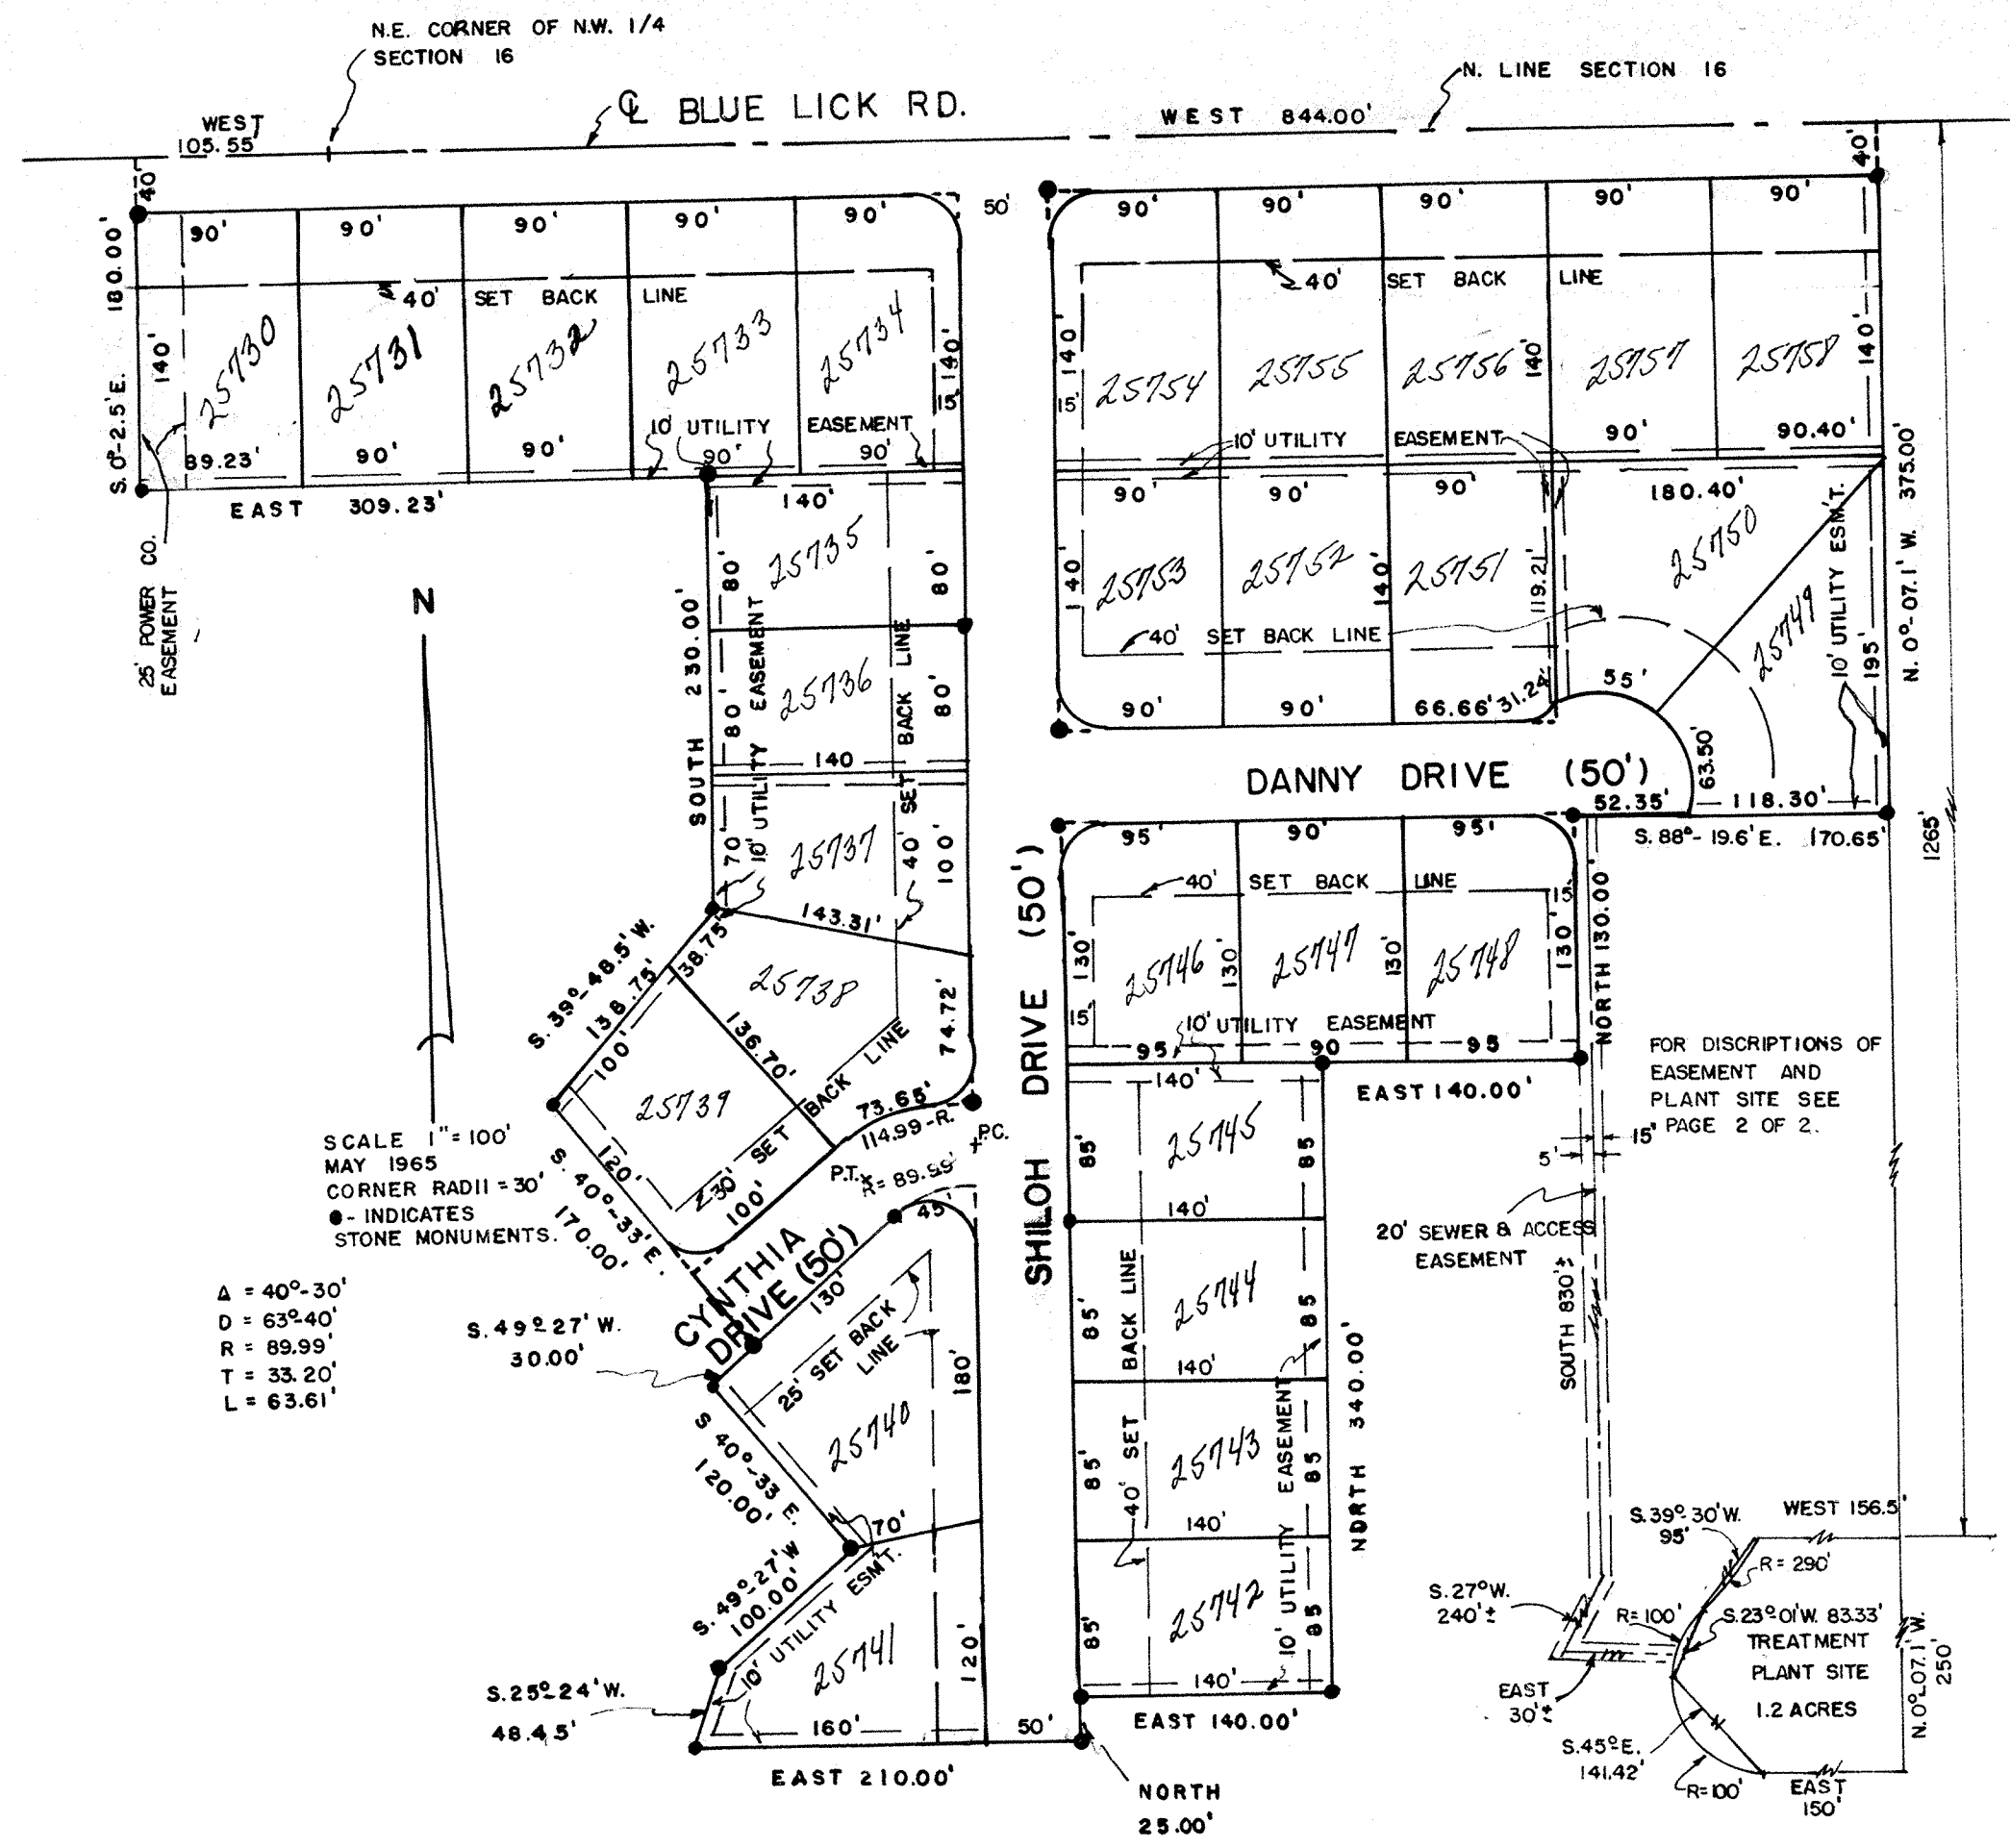 N.E. CORNER OF N.W. 1/4
SECTION 16
N. LINE SECTION 16
℄ BLUE LICK RD.
WEST
105.55'
WEST 844.00'
40'
40'
50'
90'
90'
90'
90'
90'
90'
90'
90'
90'
90'
S. 0°-2.5'E. 180.00'
140'
40' SET BACK LINE
25730
25731
25732
25733
25734
140'
15'
10' UTILITY EASEMENT
89.23'
90'
90'
90'
90'
EAST 309.23'
25' POWER CO.
EASEMENT
40' SET BACK LINE
140'
15'
25754
25755
25756
140'
25757
25758
140'
10' UTILITY EASEMENT
90'
90.40'
90'
90'
90'
180.40'
N. 0°-07.1' W. 375.00'
140'
25753
25752
140'
25751
119.21'
25750
25749
10' UTILITY ESM'T.
195'
40' SET BACK LINE
90'
90'
66.66'
31.24'
55'
63.50'
DANNY DRIVE (50')
52.35'
118.30'
S. 88°-19.6'E. 170.65'
1265'
N
140'
25735
80'
80'
SOUTH 230.00'
10' UTILITY EASEMENT
25736
80'
80'
140
40' SET BACK LINE
70'
10' UTILITY EASEMENT
25737
100'
143.31'
S. 39°-48.5'W.
138.75'
38.75'
100'
25738
74.72'
136.70'
25739
73.65'
114.99-R.
P.C.
P.T.
R= 89.99'
30' SET BACK LINE
120'
100'
S. 40°-33'E.
170.00'
SCALE 1"= 100'
MAY 1965
CORNER RADII = 30'
●- INDICATES
STONE MONUMENTS.
Δ = 40°-30'
D = 63°-40'
R = 89.99'
T = 33.20'
L = 63.61'
CYNTHIA
DRIVE (50')
S. 49°27' W.
30.00'
45'
130'
25' SET BACK
LINE
180'
25740
S 40°-33 E.
120.00'
70'
S. 49°27'W
100.00'
10' UTILITY ESM'T.
25741
120'
S. 25°-24'W.
48.45'
160'
50'
EAST 210.00'
NORTH
25.00'
SHILOH DRIVE (50')
95'
90'
95'
40' SET BACK LINE
15'
130'
25746
130'
25747
130'
25748
130'
NORTH 130.00'
15'
10' UTILITY EASEMENT
95
90
95
EAST 140.00'
140'
85'
25745
85
140'
85'
25744
85
140'
40' SET BACK LINE
85'
25743
85
140'
10' UTILITY EASEMENT
NORTH 340.00'
85'
25742
85
140'
10' UTILITY EASEMENT
EAST 140.00'
FOR DISCRIPTIONS OF
EASEMENT AND
PLANT SITE SEE
PAGE 2 OF 2.
15'
5'
20' SEWER & ACCESS
EASEMENT
SOUTH 830'±
S. 27°W.
240'±
EAST
30'±
S. 39°-30'W.
95'
WEST 156.5'
R= 290'
R=100'
S.23°01'W. 83.33'
TREATMENT
PLANT SITE
1.2 ACRES
S.45°E.
141.42'
R=100'
EAST
150'
N. 0°-07.1'W.
250'